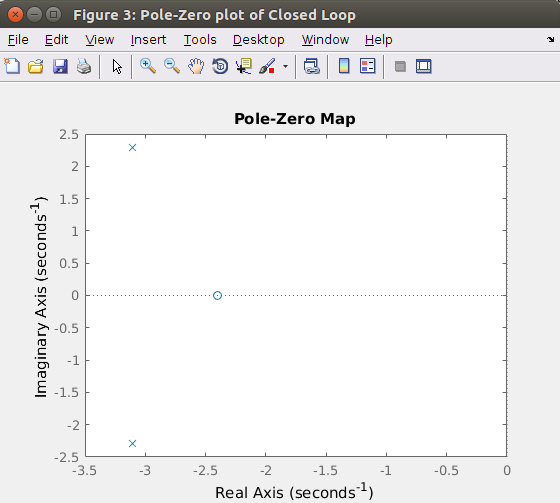 Figure 3: Pole-Zero plot of Closed Loop
File Edit View Insert Tools Desktop Window Help
Pole-Zero Map
2.5
2
1.5
1
0.5
0
-0.5
-1
-1.5
-2
-2.5
-3.5 -3 -2.5 -2 -1.5 -1 -0.5 0
Imaginary Axis (seconds-1)
Real Axis (seconds-1)